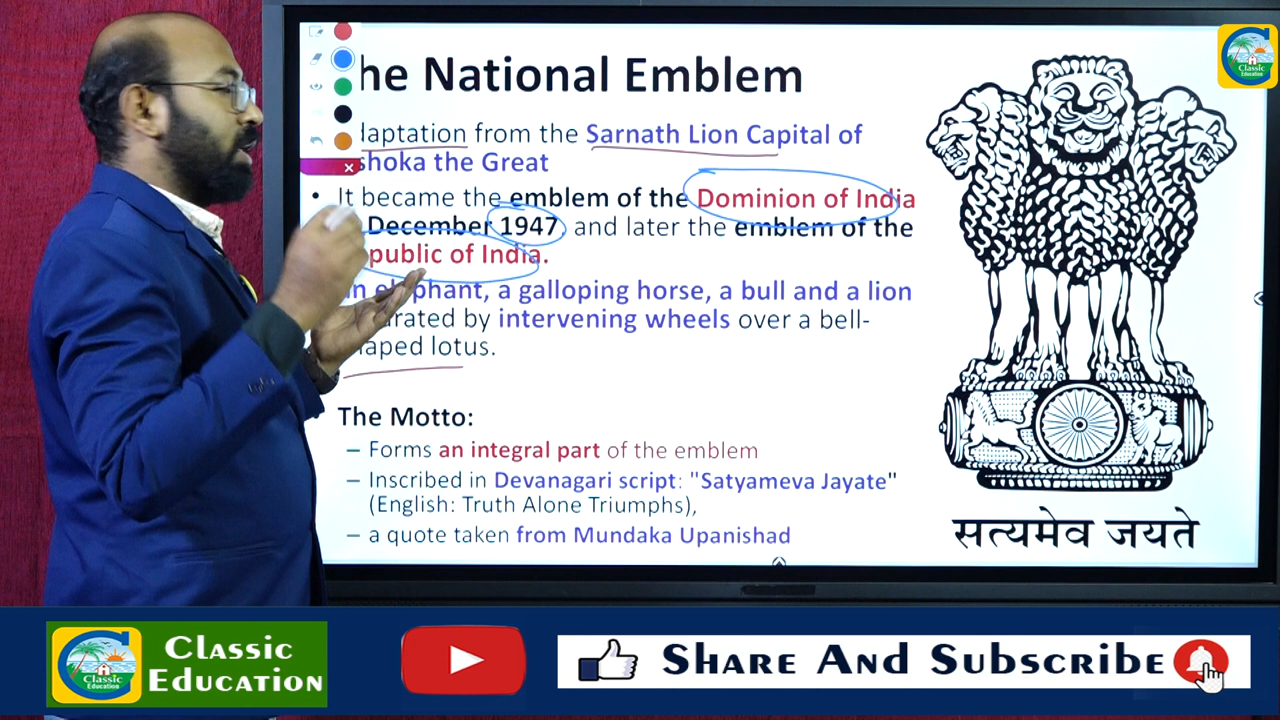 he National Emblem
daptation from the Sarnath Lion Capital of
shoka the Great
• It became the emblem of the Dominion of India
December 1947, and later the emblem of the
public of India.
n elephant, a galloping horse, a bull and a lion
arated by intervening wheels over a bell-
haped lotus.
The Motto:
– Forms an integral part of the emblem
– Inscribed in Devanagari script: "Satyameva Jayate"
(English: Truth Alone Triumphs),
– a quote taken from Mundaka Upanishad
सत्यमेव जयते
Classic
Education
Classic
Education
Classic
Education
Share And Subscribe